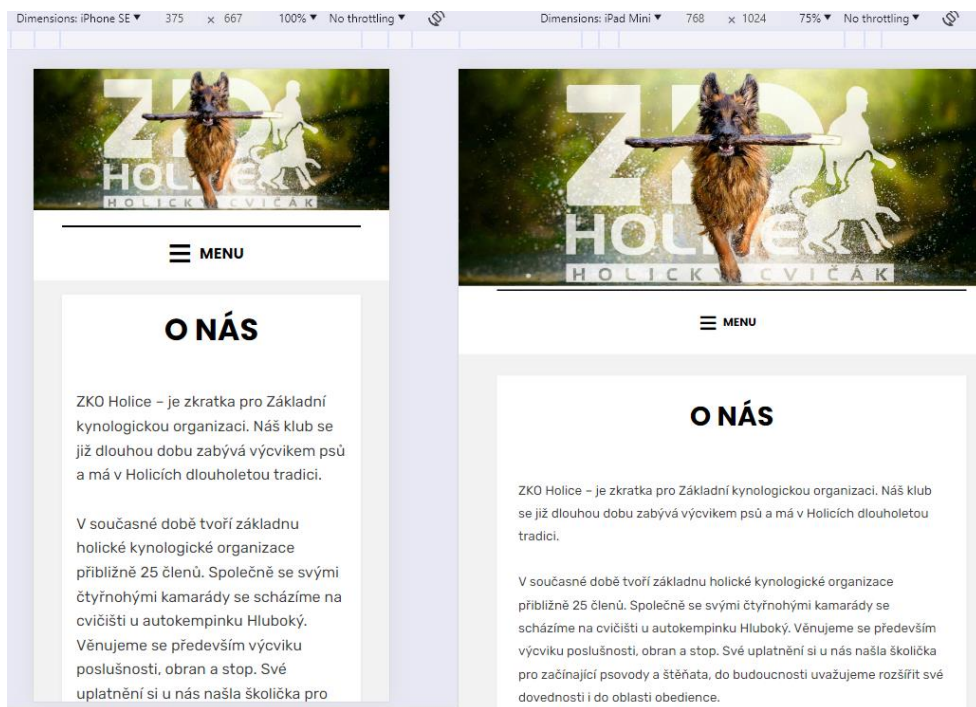 Dimensions: iPhone SE ▼ 375 x 667 100% ▼ No throttling ▼
Dimensions: iPad Mini ▼ 768 x 1024 75% ▼ No throttling ▼
ZKO
HOLICE
HOLICKÝ CVIČÁK
MENU
O NÁS
ZKO Holice – je zkratka pro Základní
kynologickou organizaci. Náš klub se
již dlouhou dobu zabývá výcvikem psů
a má v Holicích dlouholetou tradici.
V současné době tvoří základnu
holické kynologické organizace
přibližně 25 členů. Společně se svými
čtyřnohými kamarády se scházíme na
cvičišti u autokempinku Hluboký.
Věnujeme se především výcviku
poslušnosti, obran a stop. Své
uplatnění si u nás našla školička pro
ZKO
HOLICE
HOLICKÝ CVIČÁK
MENU
O NÁS
ZKO Holice – je zkratka pro Základní kynologickou organizaci. Náš klub
se již dlouhou dobu zabývá výcvikem psů a má v Holicích dlouholetou
tradici.
V současné době tvoří základnu holické kynologické organizace
přibližně 25 členů. Společně se svými čtyřnohými kamarády se
scházíme na cvičišti u autokempinku Hluboký. Věnujeme se především
výcviku poslušnosti, obran a stop. Své uplatnění si u nás našla školička
pro začínající psovody a štěňata, do budoucnosti uvažujeme rozšířit své
dovednosti i do oblasti obedience.